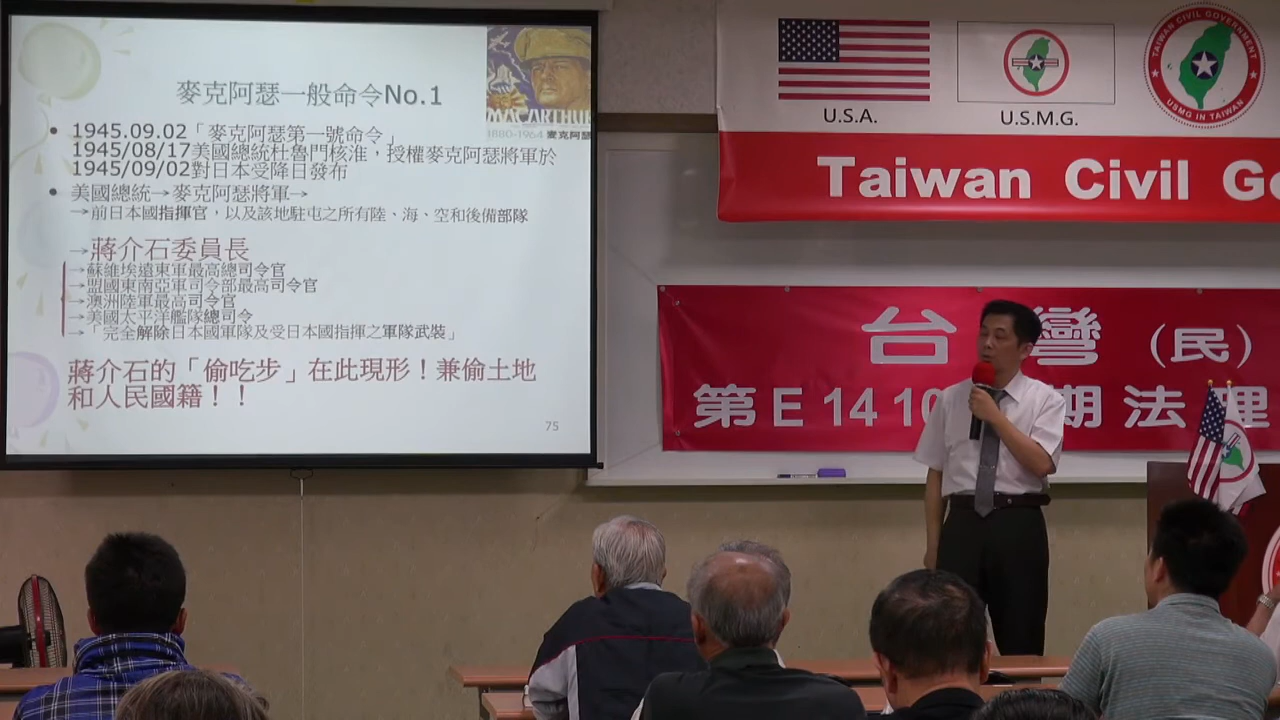 麥克阿瑟一般命令No.1
MACARTHUR
1880-1964 麥克阿瑟
• 1945.09.02「麥克阿瑟第一號命令」
1945/08/17美國總統杜魯門核淮，授權麥克阿瑟將軍於
1945/09/02對日本受降日發布
• 美國總統→麥克阿瑟將軍→
→前日本國指揮官，以及該地駐屯之所有陸、海、空和後備部隊
→蔣介石委員長
→蘇維埃遠東軍最高總司令官
→盟國東南亞軍司令部最高司令官
→澳洲陸軍最高司令官
→美國太平洋艦隊總司令
→「完全解除日本國軍隊及受日本國指揮之軍隊武裝」
蔣介石的「偷吃步」在此現形！兼偷土地
和人民國籍！！
75
U.S.A.
U.S.M.G.
TAIWAN CIVIL GOVERNMENT
USMG IN TAIWAN
Taiwan Civil G
台灣（民）
第E 14 10 期 法 理